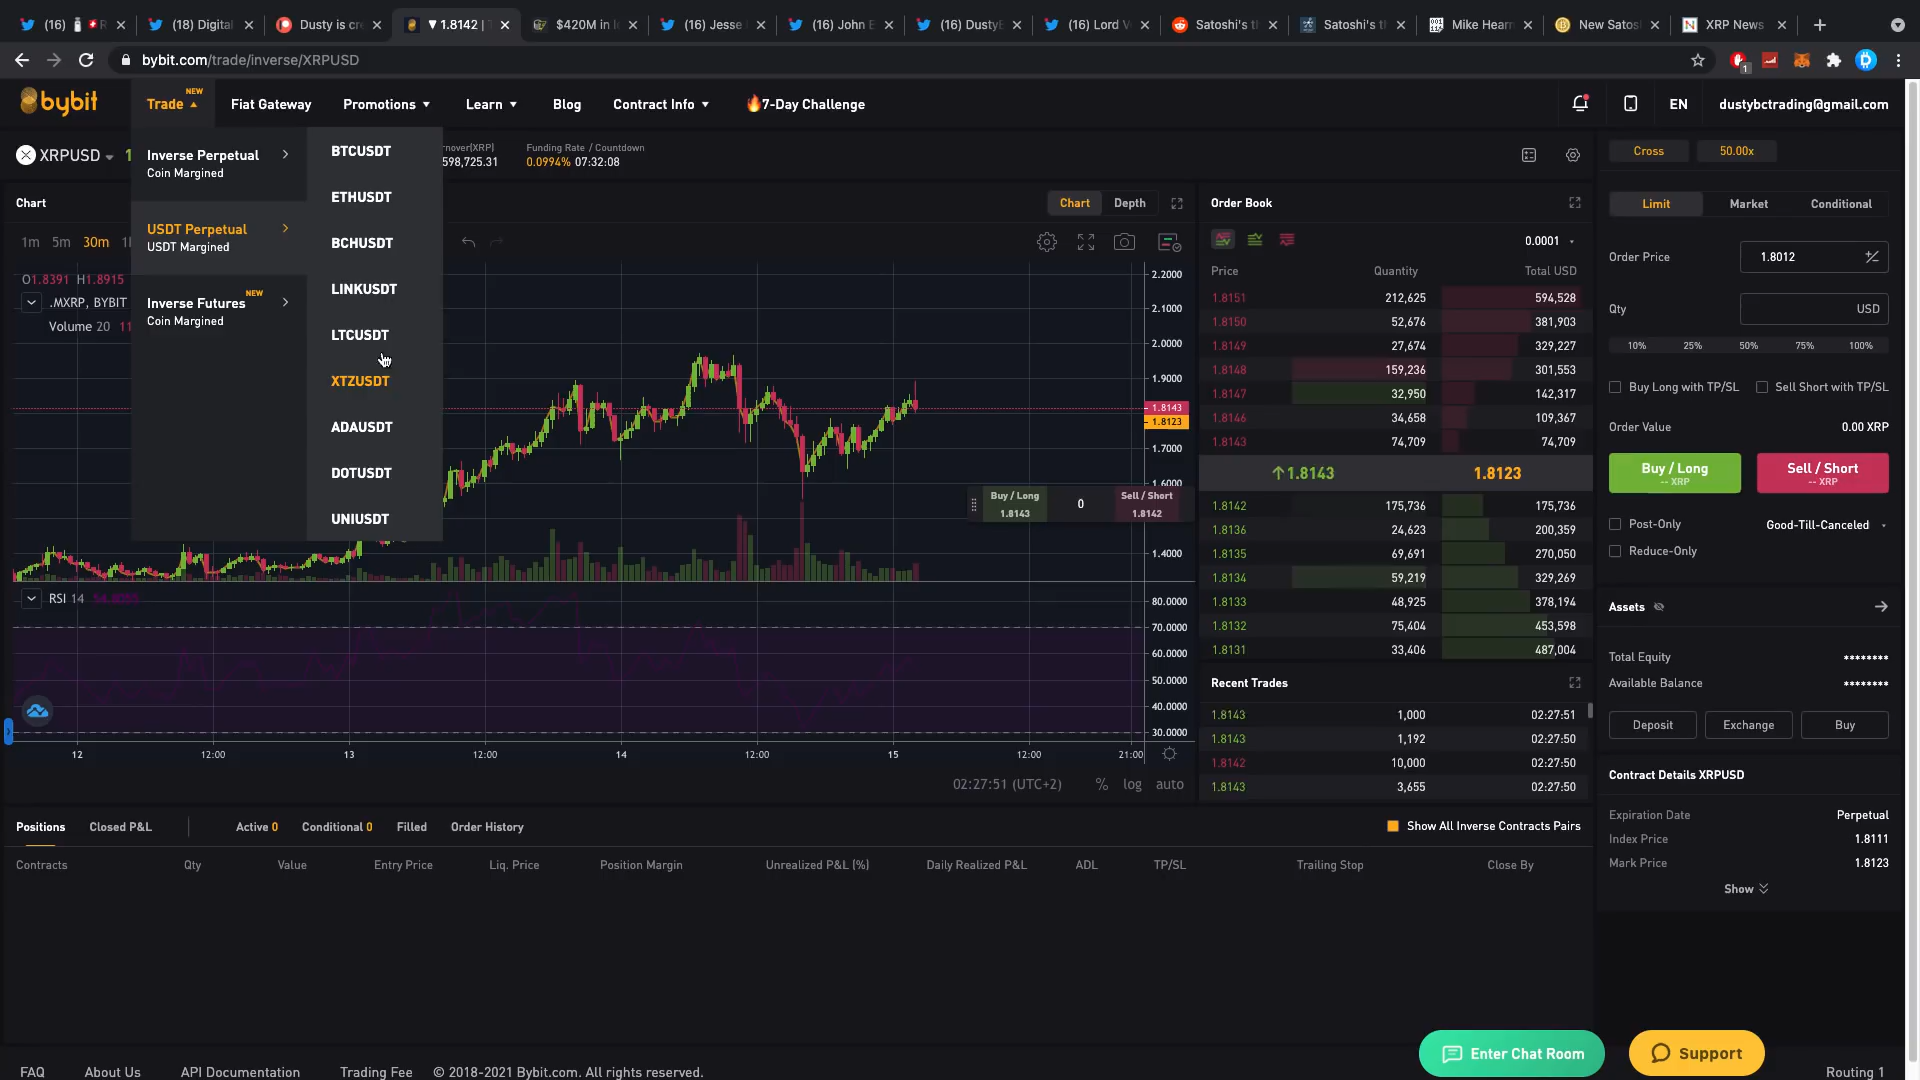 (16)
(18) Digital
Dusty is cr
▼ 1.8142 |
$420M in l
(16) Jesse
(16) John E
(16) DustyB
(16) Lord V
Satoshi's t
Satoshi's t
Mike Hearn
New Satos
XRP News
bybit.com/trade/inverse/XRPUSD
1
BYBIT
Trade NEW
Fiat Gateway
Promotions
Learn
Blog
Contract Info
7-Day Challenge
EN
dustybctrading@gmail.com
XRPUSD
Inverse Perpetual
Coin Margined
USDT Perpetual
USDT Margined
Inverse Futures NEW
Coin Margined
BTCUSDT
ETHUSDT
BCHUSDT
LINKUSDT
LTCUSDT
XTZUSDT
ADAUSDT
DOTUSDT
UNIUSDT
rnover(XRP)
598,725.31
Funding Rate / Countdown
0.0994% 07:32:08
Chart
Chart Depth
1m 5m 30m
O1.8391 H1.8915
.MXRP, BYBIT
Volume 20
2.2000
2.1000
2.0000
1.9000
1.8143
1.8123
1.7000
1.6000
1.4000
Buy / Long
1.8143
0
Sell / Short
1.8142
RSI 14
80.0000
70.0000
60.0000
50.0000
40.0000
30.0000
12 12:00 13 12:00 14 12:00 15 12:00 21:00
02:27:51 (UTC+2) % log auto
Order Book
0.0001
Price Quantity Total USD
1.8151 212,625 594,528
1.8150 52,676 381,903
1.8149 27,674 329,227
1.8148 159,236 301,553
1.8147 32,950 142,317
1.8146 34,658 109,367
1.8143 74,709 74,709
↑1.8143 1.8123
1.8142 175,736 175,736
1.8136 24,623 200,359
1.8135 69,691 270,050
1.8134 59,219 329,269
1.8133 48,925 378,194
1.8132 75,404 453,598
1.8131 33,406 487,004
Recent Trades
1.8143 1,000 02:27:51
1.8143 1,192 02:27:50
1.8142 10,000 02:27:50
1.8143 3,655 02:27:50
Cross 50.00x
Limit Market Conditional
Order Price 1.8012
Qty USD
10% 25% 50% 75% 100%
Buy Long with TP/SL Sell Short with TP/SL
Order Value 0.00 XRP
Buy / Long
-- XRP
Sell / Short
-- XRP
Post-Only Good-Till-Canceled
Reduce-Only
Assets
Total Equity ********
Available Balance ********
Deposit Exchange Buy
Contract Details XRPUSD
Expiration Date Perpetual
Index Price 1.8111
Mark Price 1.8123
Show
Positions Closed P&L Active 0 Conditional 0 Filled Order History
Show All Inverse Contracts Pairs
Contracts Qty Value Entry Price Liq. Price Position Margin Unrealized P&L (%) Daily Realized P&L ADL TP/SL Trailing Stop Close By
Enter Chat Room
Support
FAQ About Us API Documentation Trading Fee © 2018-2021 Bybit.com. All rights reserved. Routing 1